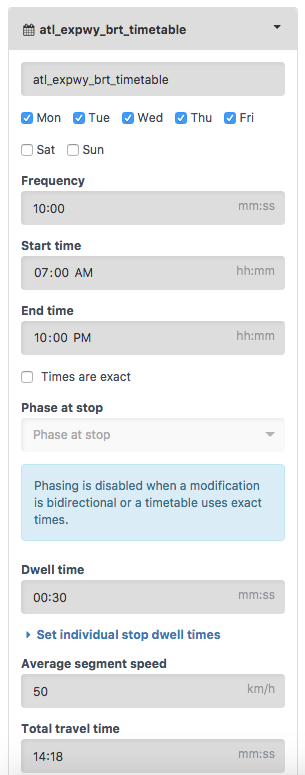 atl_expwy_brt_timetable
atl_expwy_brt_timetable
Mon Tue Wed Thu Fri
Sat Sun
Frequency
10:00 mm:ss
Start time
07:00 AM hh:mm
End time
10:00 PM hh:mm
Times are exact
Phase at stop
Phase at stop
Phasing is disabled when a modification
is bidirectional or a timetable uses exact
times.
Dwell time
00:30 mm:ss
Set individual stop dwell times
Average segment speed
50 km/h
Total travel time
14:18 mm:ss